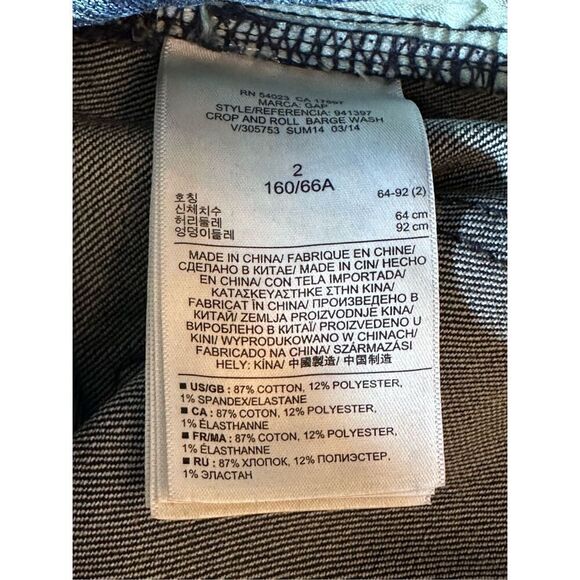 RN 54023 CA 17897
MARCA: GAP
STYLE/REFERENCIA: 941397
CROP AND ROLL BARGE WASH
V/305753 SUM14 03/14
2
160/66A
호칭 64-92 (2)
신체치수
허리둘레 64 cm
엉덩이둘레 92 cm
MADE IN CHINA/ FABRIQUE EN CHINE/
СДЕЛАНО В КИТАЕ/ MADE IN CIN/ HECHO
EN CHINA/ CON TELA IMPORTADA/
ΚΑΤΑΣΚΕΥΑΣΤΗΚΕ ΣΤΗΝ ΚΙΝΑ/
FABRICAT ÎN CHINA/ ПРОИЗВЕДЕНО В
КИТАЙ/ ZEMLJA PROIZVODNJE KINA/
ВИРОБЛЕНО В КИТАЇ/ PROIZVEDENO U
KINI/ WYPRODUKOWANO W CHINACH/
FABBRICADO NA CHINA/ SZÁRMAZÁSI
HELY: KÍNA/ 中國製造/ 中国制造
■ US/GB : 87% COTTON, 12% POLYESTER,
1% SPANDEX/ELASTANE
■ CA : 87% COTON, 12% POLYESTER,
1% ÉLASTHANNE
■ FR/MA : 87% COTON, 12% POLYESTER,
1% ÉLASTHANNE
■ RU : 87% ХЛОПОК, 12% ПОЛИЭСТЕР,
1% ЭЛАСТАН